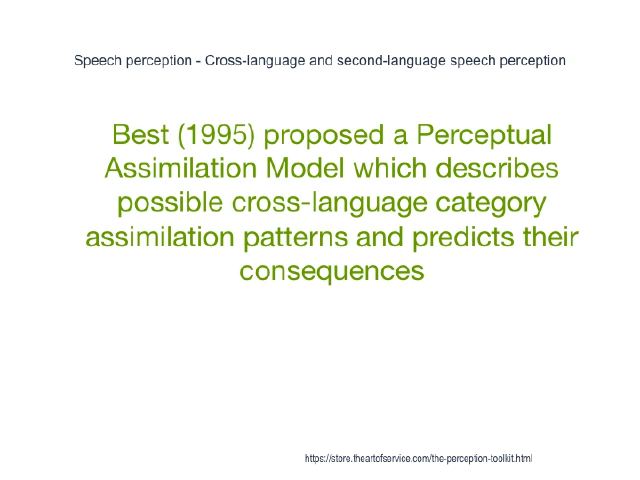 Speech perception - Cross-language and second-language speech perception
Best (1995) proposed a Perceptual
Assimilation Model which describes
possible cross-language category
assimilation patterns and predicts their
consequences
https://store.theartofservice.com/the-perception-toolkit.html